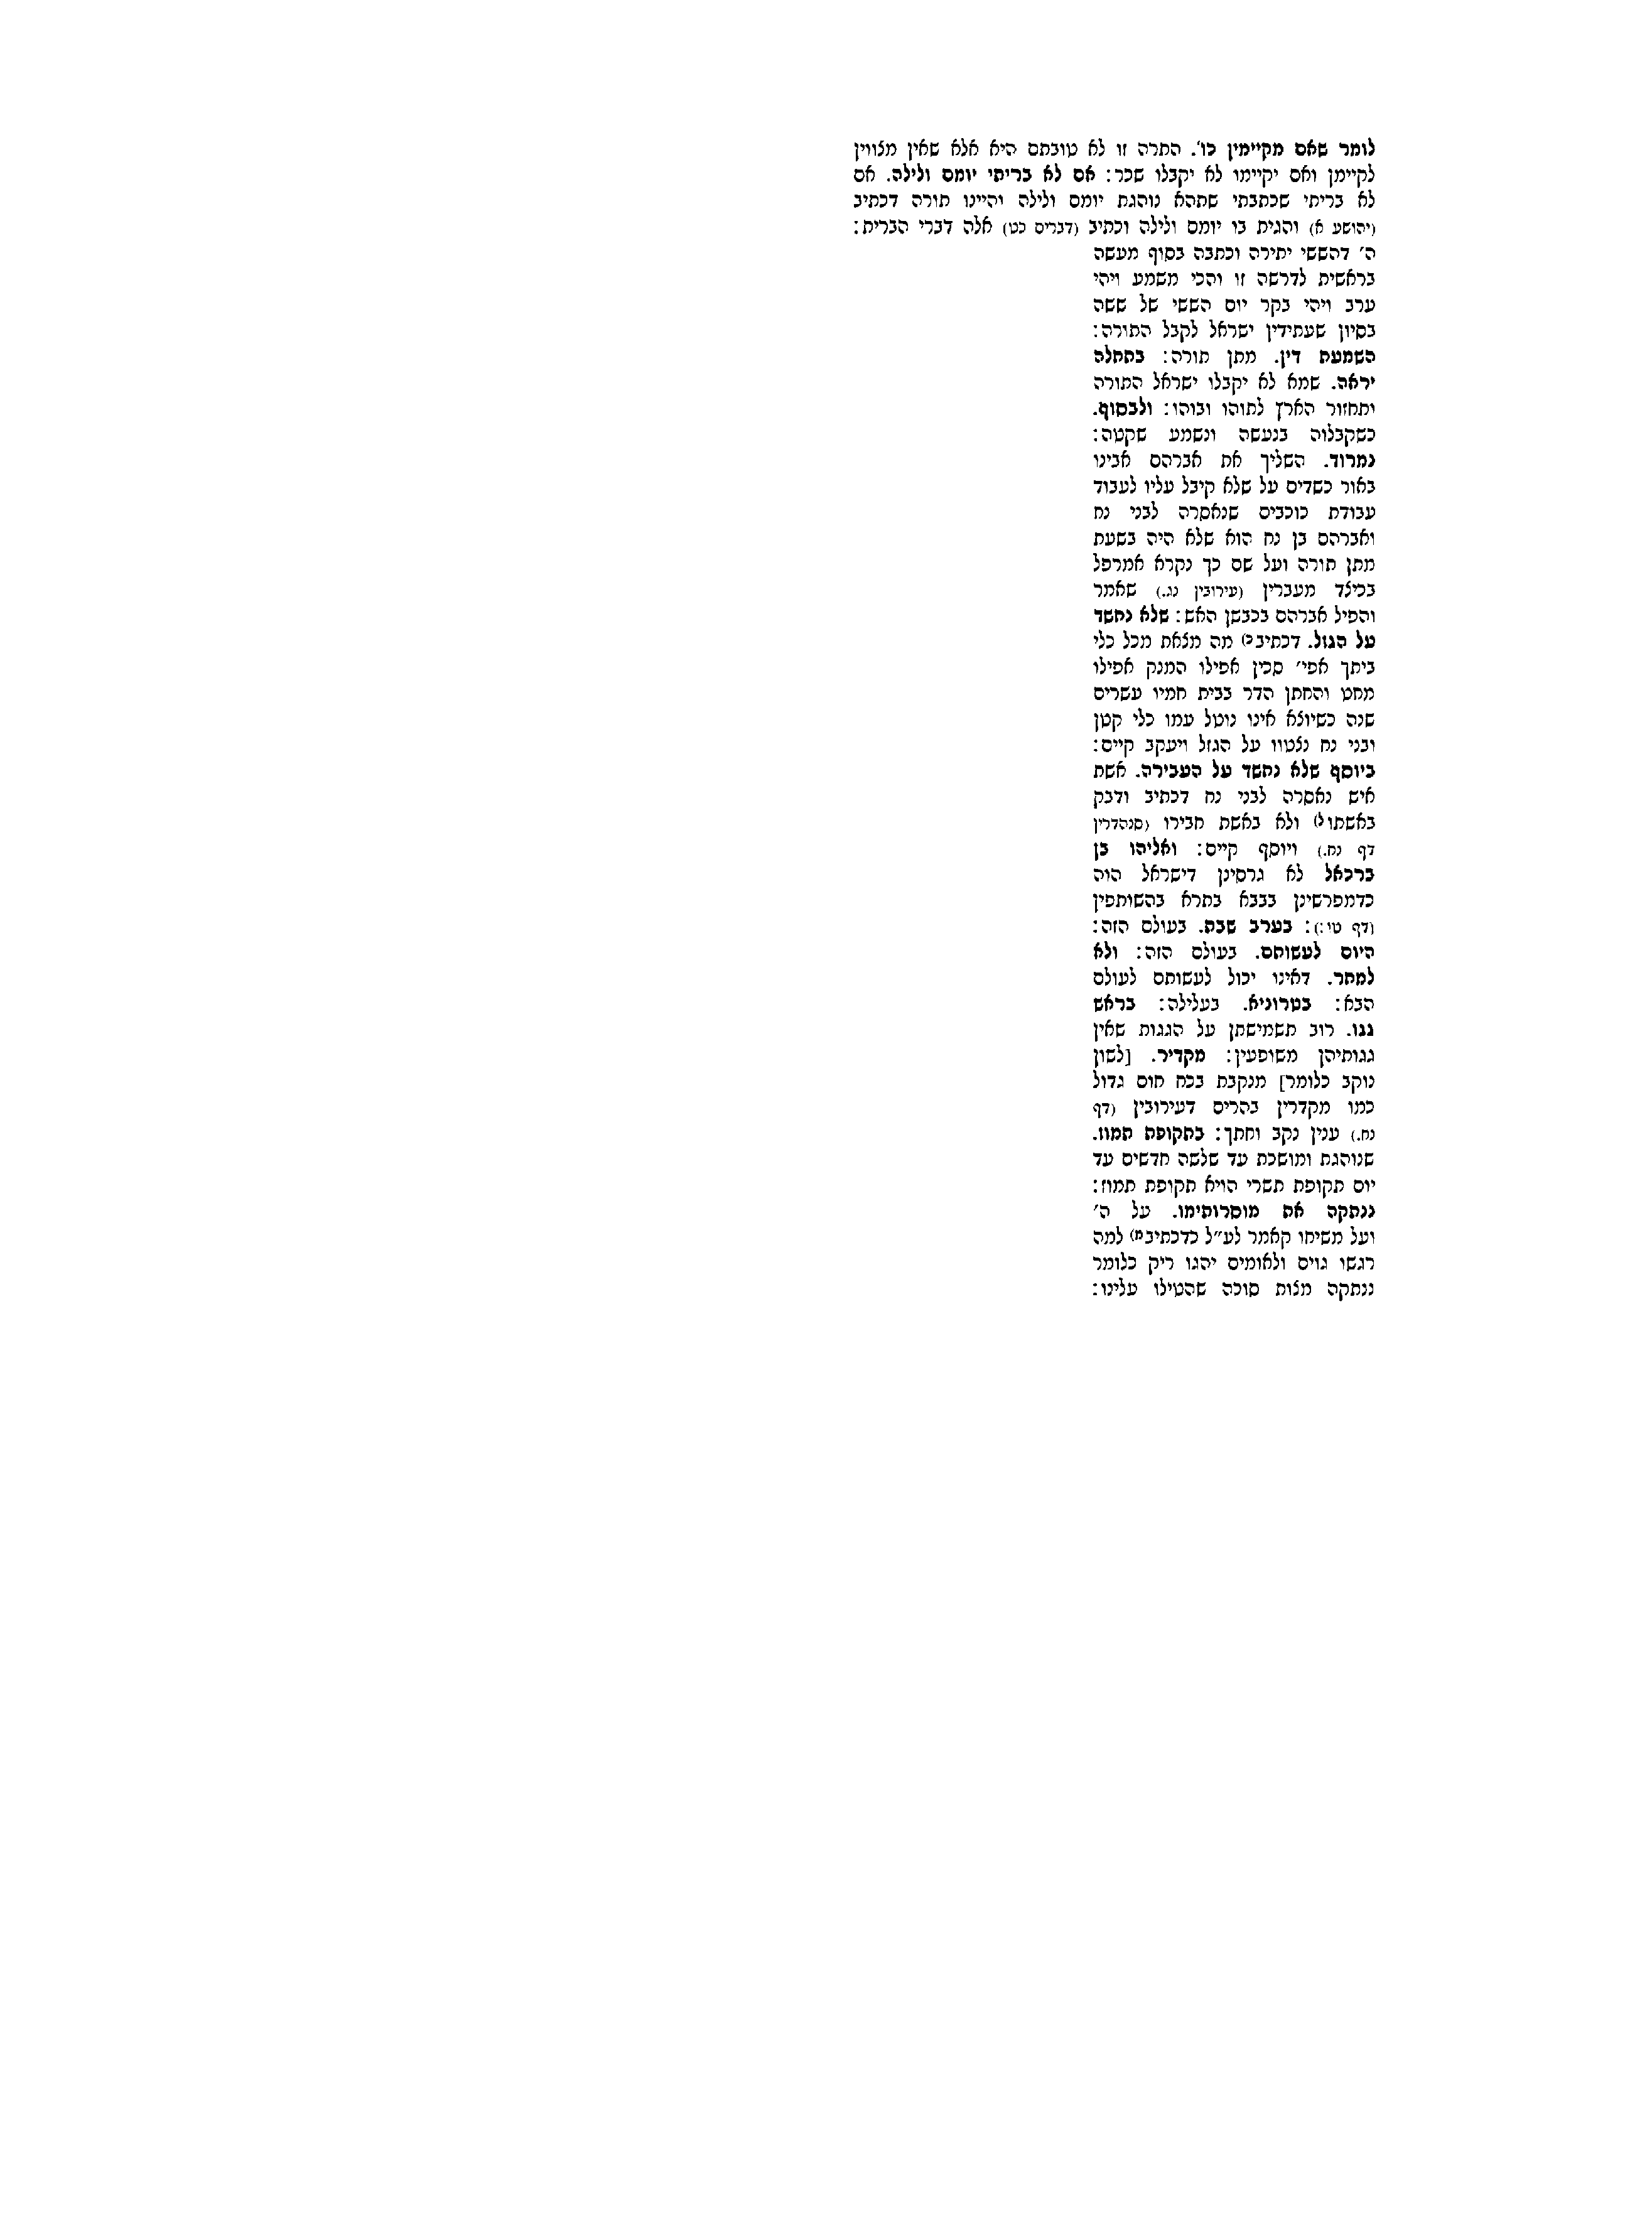 לומר שאם מקיימין כו'. התרה זו לא טובתם היא אלא שאין מצווין
לקיימן ואם יקיימו לא יקבלו שכר: אם לא בריתי יומם ולילה. אם
לא בריתי שכתבתי שתהא נוהגת יומם ולילה והיינו תורה דכתיב
(יהושע א) והגית בו יומם ולילה וכתיב (דברים כט) אלה דברי הברית:
ה' דהששי יתירה וכתבה בסוף מעשה
בראשית לדרשה זו והכי משמע ויהי
ערב ויהי בקר יום הששי של ששה
בסיון שעתידין ישראל לקבל התורה:
השמעת דין. מתן תורה: בתחלה
יראה. שמא לא יקבלו ישראל התורה
ותחזור הארץ לתוהו ובוהו: ולבסוף.
כשקבלוה בנעשה ונשמע שקטה:
נמרוד. השליך את אברהם אבינו
באור כשדים על שלא קיבל עליו לעבוד
עבודת כוכבים שנאסרה לבני נח
ואברהם בן נח הוא שלא היה בשעת
מתן תורה ועל שם כך נקרא אמרפל
בכיצד מעברין (עירובין נג.) שאמר
והפיל אברהם בכבשן האש: שלא נחשד
על הגזל. דכתיבכ) מה מצאת מכל כלי
ביתך אפי' סכין אפילו המנק אפילו
מחט והחתן הדר בבית חמיו עשרים
שנה כשיוצא אינו נוטל עמו כלי קטן
ובני נח נצטוו על הגזל ויעקב קיים:
ביוסף שלא נחשד על העבירה. אשת
איש נאסרה לבני נח דכתיב ודבק
באשתול) ולא באשת חבירו (סנהדרין
דף נח.) ויוסף קיים: ואליהו בן
ברכאל לא גרסינן דישראל הוה
כדמפרשינן בבבא בתרא בהשותפין
(דף טו:): בערב שבת. בעולם הזה:
היום לעשותם. בעולם הזה: ולא
למחר. דאינו יכול לעשותם לעולם
הבא: בטרוניא. בעלילה: בראש
גגו. רוב תשמישתן על הגגות שאין
גגותיהן משופעין: מקדיר. [לשון
נוקב כלומר] מנקבת בכח חום גדול
כמו מקדרין בהרים דעירובין (דף
נח.) ענין נקב וחתך: בתקופת תמוז.
שנוהגת ומושכת עד שלשה חדשים עד
יום תקופת תשרי הויא תקופת תמוז:
ננתקה את מוסרותימו. על ה'
ועל משיחו קאמר לע״ל כדכתיבמ) למה
רגשו גוים ולאומים יהגו ריק כלומר
ננתקה מצות סוכה שהטילו עלינו: